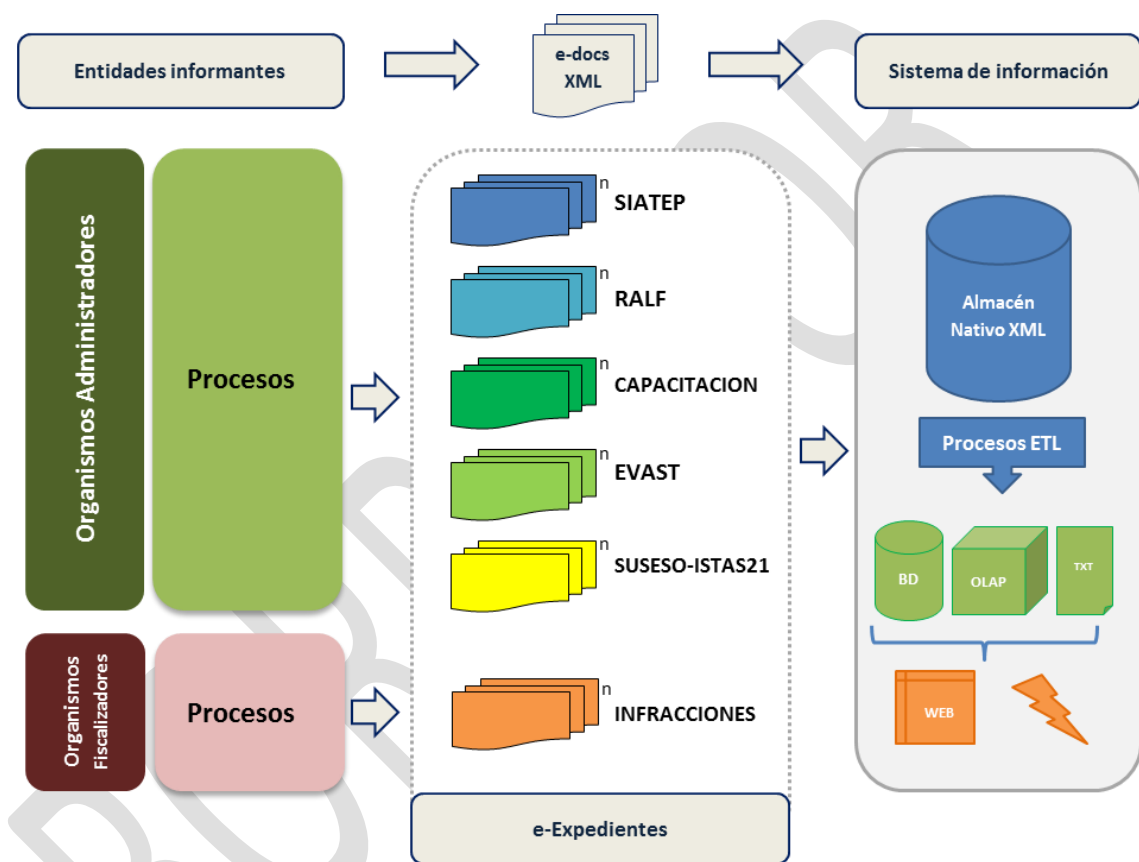 Entidades informantes
e-docs
XML
Sistema de información
Organismos Administradores
Procesos
n
SIATEP
n
RALF
n
CAPACITACION
n
EVAST
n
SUSESO-ISTAS21
Organismos
Fiscalizadores
Procesos
n
INFRACCIONES
e-Expedientes
Almacén
Nativo XML
Procesos ETL
BD
OLAP
TXT
WEB